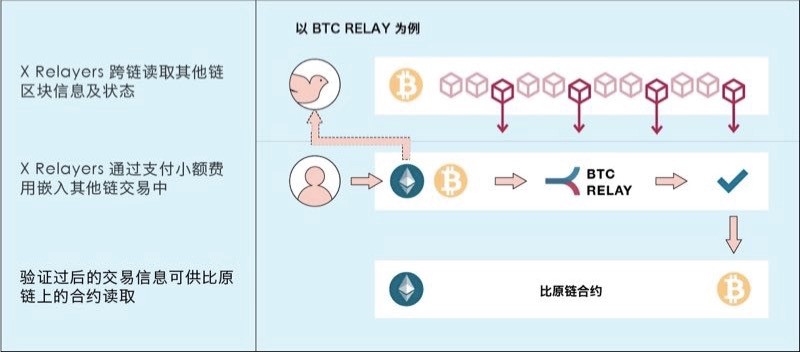 以 BTC RELAY 为例
X Relayers 跨链读取其他链
区块信息及状态
X Relayers 通过支付小额费
用嵌入其他链交易中
BTC
RELAY
验证过后的交易信息可供比原
链上的合约读取
比原链合约